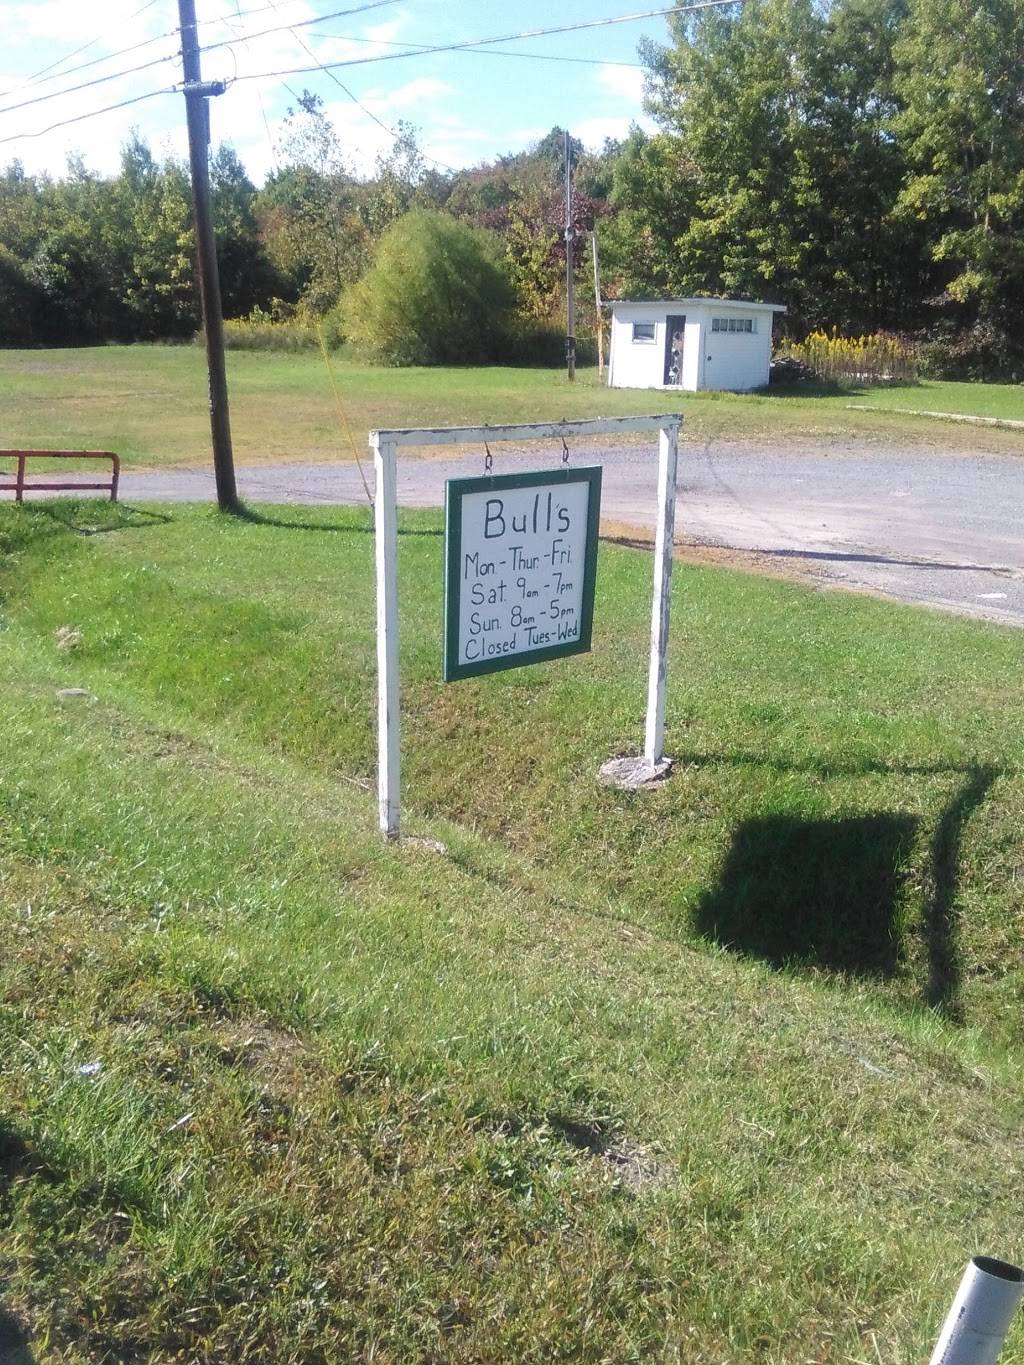 Bull's
Mon.-Thur.-Fri.
Sat. 9am-7pm
Sun. 8am-5pm
Closed Tues-Wed